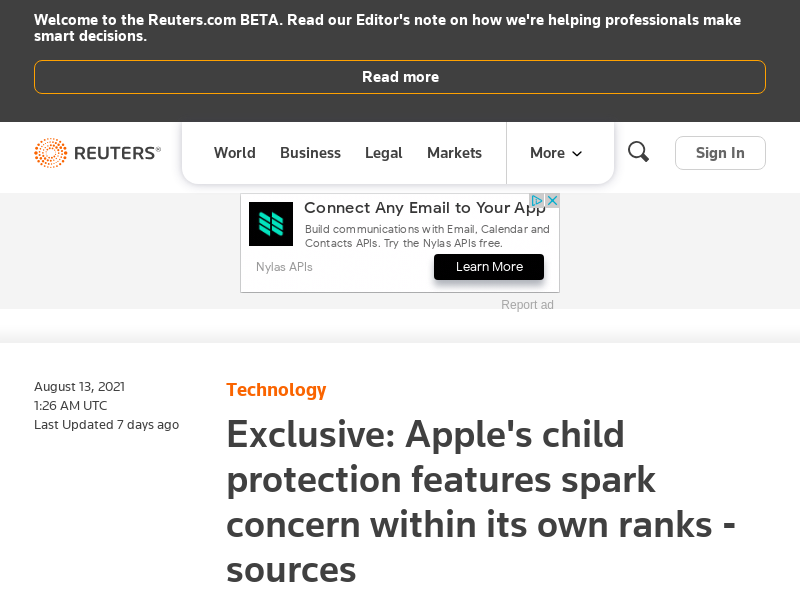 Welcome to the Reuters.com BETA. Read our Editor's note on how we're helping professionals make
smart decisions.
Read more
REUTERS®
World
Business
Legal
Markets
More
Sign In
Connect Any Email to Your App
Build communications with Email, Calendar and
Contacts APIs. Try the Nylas APIs free.
Nylas APIs
Learn More
Report ad
August 13, 2021
1:26 AM UTC
Last Updated 7 days ago
Technology
Exclusive: Apple's child
protection features spark
concern within its own ranks -
sources